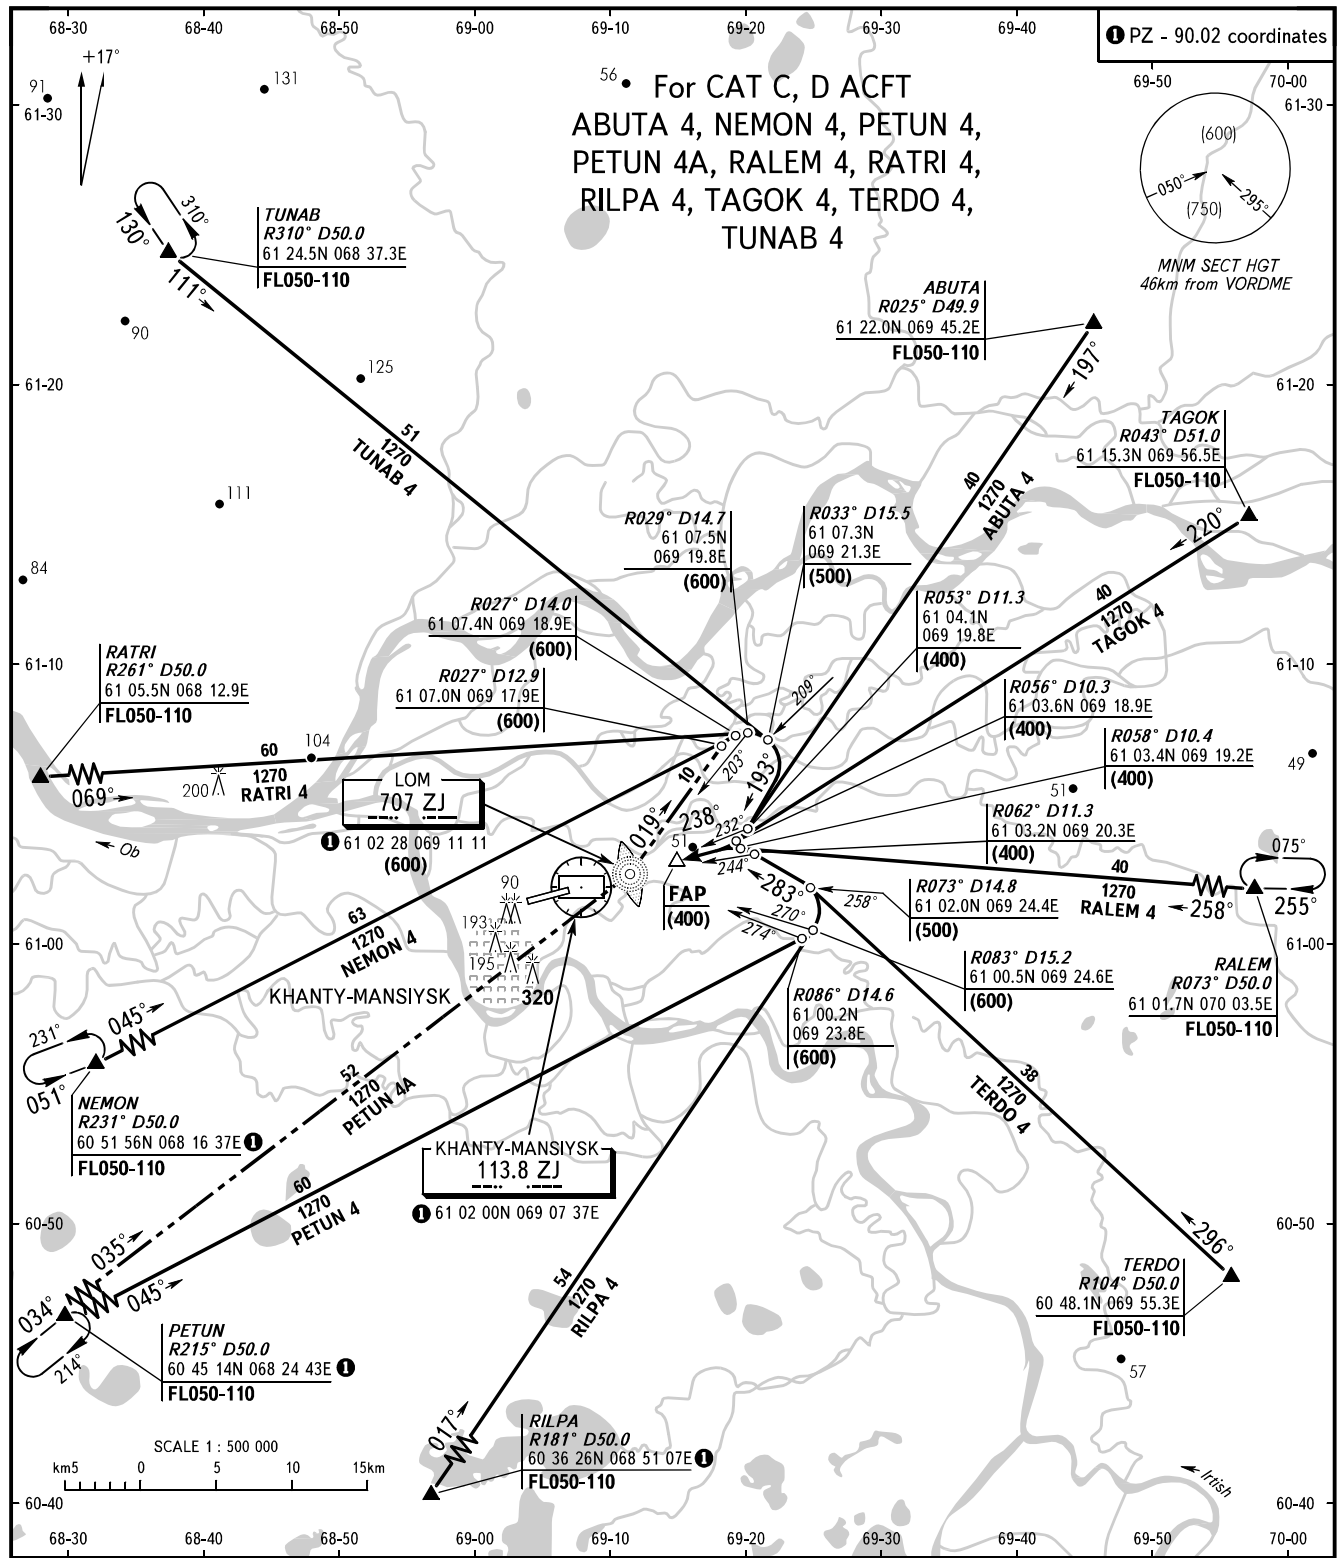 68-30
68-40
68-50
69-00
69-10
69-20
69-30
69-40
❶ PZ - 90.02 coordinates
69-50
70-00
+17°
91
61-30
131
56
61-30
For CAT C, D ACFT
ABUTA 4, NEMON 4, PETUN 4,
PETUN 4A, RALEM 4, RATRI 4,
RILPA 4, TAGOK 4, TERDO 4,
TUNAB 4
(600)
050°
295°
(750)
MNM SECT HGT
46km from VORDME
310°
130°
TUNAB
R310° D50.0
61 24.5N 068 37.3E
FL050-110
111°
ABUTA
R025° D49.9
61 22.0N 069 45.2E
FL050-110
197°
90
125
61-20
61-20
TAGOK
R043° D51.0
61 15.3N 069 56.5E
FL050-110
220°
51
1270
TUNAB 4
40
1270
ABUTA 4
111
R029° D14.7
61 07.5N
069 19.8E
(600)
R033° D15.5
61 07.3N
069 21.3E
(500)
84
R027° D14.0
61 07.4N 069 18.9E
(600)
R053° D11.3
61 04.1N
069 19.8E
(400)
40
1270
TAGOK 4
RATRI
R261° D50.0
61 05.5N 068 12.9E
FL050-110
61-10
61-10
R027° D12.9
61 07.0N 069 17.9E
(600)
209°
R056° D10.3
61 03.6N 069 18.9E
(400)
R058° D10.4
61 03.4N 069 19.2E
(400)
49
60
1270
RATRI 4
104
069°
200
LOM
707 ZJ
❶ 61 02 28 069 11 11
(600)
10
203°
193°
019°
238°
232°
51
51
R062° D11.3
61 03.2N 069 20.3E
(400)
Ob
244°
FAP
(400)
283°
258°
270°
274°
40
1270
RALEM 4
258°
075°
255°
90
193
195
320
R073° D14.8
61 02.0N 069 24.4E
(500)
61-00
61-00
63
1270
NEMON 4
KHANTY-MANSIYSK
R083° D15.2
61 00.5N 069 24.6E
(600)
R086° D14.6
61 00.2N
069 23.8E
(600)
RALEM
R073° D50.0
61 01.7N 070 03.5E
FL050-110
231°
045°
051°
NEMON
R231° D50.0
60 51 56N 068 16 37E ❶
FL050-110
52
1270
PETUN 4A
38
1270
TERDO 4
KHANTY-MANSIYSK
113.8 ZJ
❶ 61 02 00N 069 07 37E
60
1270
PETUN 4
60-50
60-50
296°
035°
045°
034°
214°
TERDO
R104° D50.0
60 48.1N 069 55.3E
FL050-110
57
54
1270
RILPA 4
PETUN
R215° D50.0
60 45 14N 068 24 43E ❶
FL050-110
017°
RILPA
R181° D50.0
60 36 26N 068 51 07E ❶
FL050-110
SCALE 1 : 500 000
km5 0 5 10 15km
Irtish
60-40
60-40
68-30
68-40
68-50
69-00
69-10
69-20
69-30
69-40
69-50
70-00